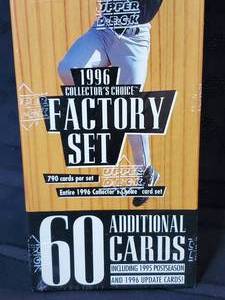 UPPER
DECK
1996
COLLECTOR'S CHOICE™
FACTORY
SET
UPPER
DECK
790 cards per set
Entire 1996 Collector's Choice card set
60
ADDITIONAL
CARDS
INCLUDING 1995 POSTSEASON
AND 1996 UPDATE CARDS!